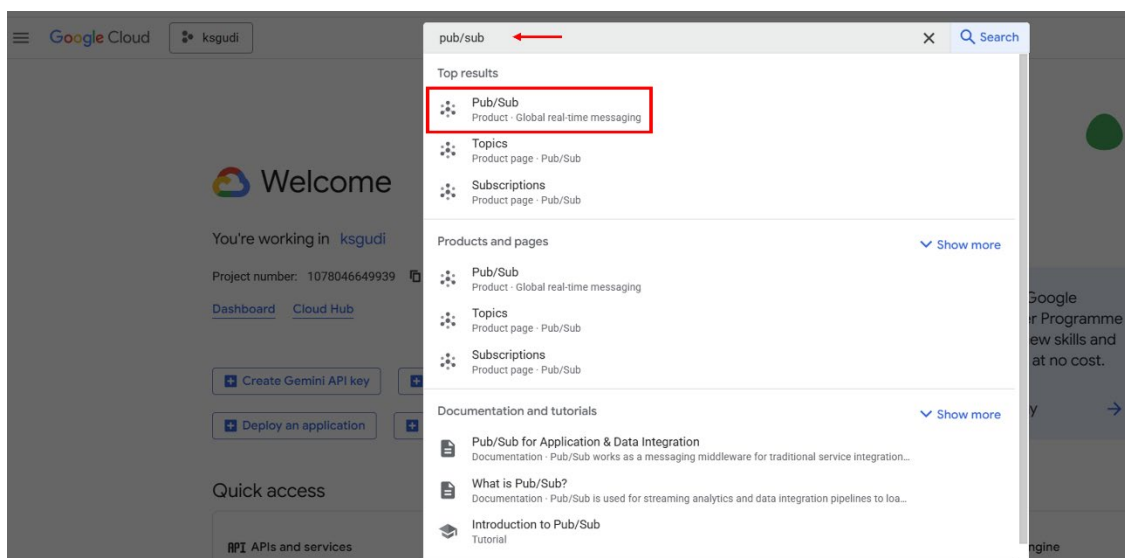 Google Cloud
ksgudi
pub/sub
Search
Top results
Pub/Sub
Product · Global real-time messaging
Topics
Product page · Pub/Sub
Subscriptions
Product page · Pub/Sub
Welcome
You're working in ksgudi
Project number: 1078046649939
Dashboard Cloud Hub
Create Gemini API key
Deploy an application
Quick access
API APIs and services
Products and pages
Show more
Pub/Sub
Product · Global real-time messaging
Topics
Product page · Pub/Sub
Subscriptions
Product page · Pub/Sub
Documentation and tutorials
Show more
Pub/Sub for Application & Data Integration
Documentation · Pub/Sub works as a messaging middleware for traditional service integration...
What is Pub/Sub?
Documentation · Pub/Sub is used for streaming analytics and data integration pipelines to loa...
Introduction to Pub/Sub
Tutorial
Google
Programme
skills and
at no cost.